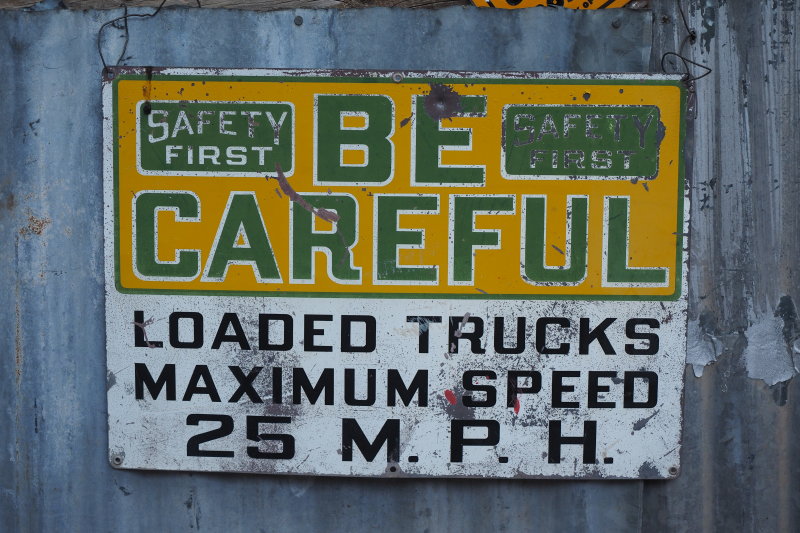 SAFETY FIRST
BE
SAFETY FIRST
CAREFUL
LOADED TRUCKS
MAXIMUM SPEED
25 M. P. H.